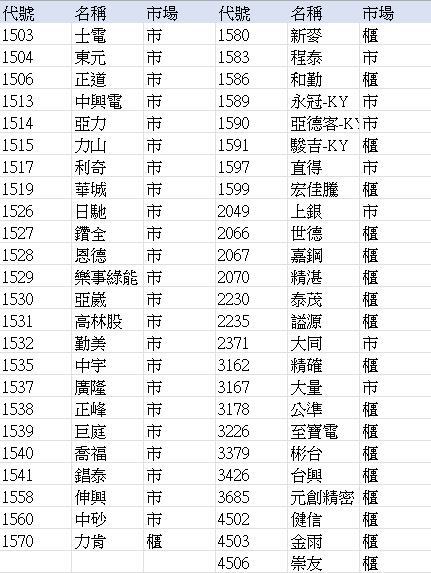 代號 名稱 市場 代號 名稱 市場
1503 士電 市 1580 新麥 櫃
1504 東元 市 1583 程泰 市
1506 正道 市 1586 和勤 櫃
1513 中興電 市 1589 永冠-KY 市
1514 亞力 市 1590 亞德客-KY 市
1515 力山 市 1591 駿吉-KY 櫃
1517 利奇 市 1597 直得 市
1519 華城 市 1599 宏佳騰 櫃
1526 日馳 市 2049 上銀 市
1527 鑽全 市 2066 世德 櫃
1528 恩德 市 2067 嘉鋼 櫃
1529 樂事綠能 市 2070 精湛 櫃
1530 亞崴 市 2230 泰茂 櫃
1531 高林股 市 2235 謚源 櫃
1532 勤美 市 2371 大同 市
1535 中宇 市 3162 精確 櫃
1537 廣隆 市 3167 大量 市
1538 正峰 市 3178 公準 櫃
1539 巨庭 市 3226 至寶電 櫃
1540 喬福 市 3379 彬台 櫃
1541 錩泰 市 3426 台興 櫃
1558 伸興 市 3685 元創精密 櫃
1560 中砂 市 4502 健信 櫃
1570 力肯 櫃 4503 金雨 櫃
4506 崇友 櫃